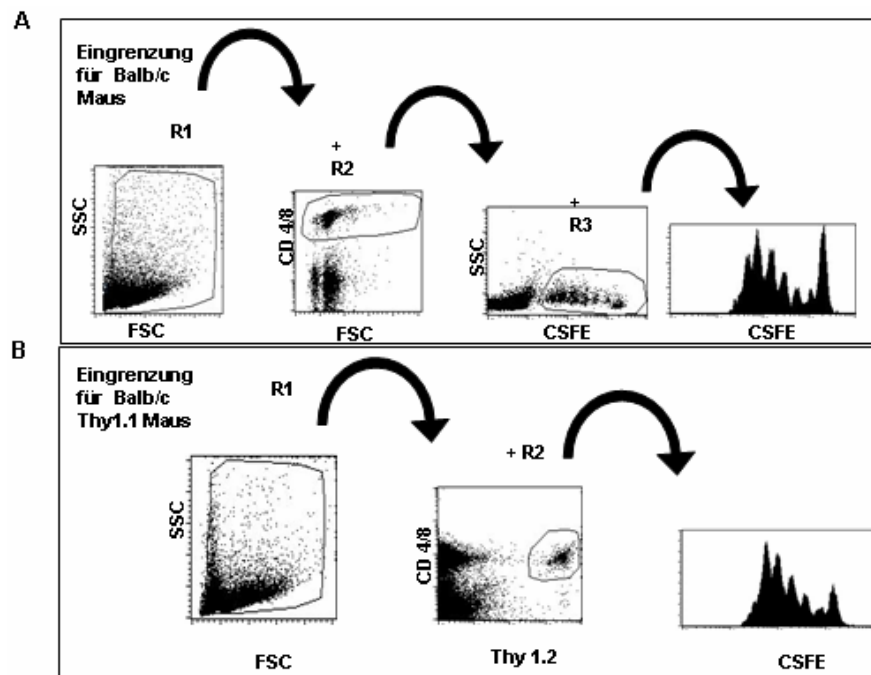 A
Eingrenzung
für Balb/c
Maus
R1
+
R2
+
R3
SSC
FSC
CD 4/8
FSC
SSC
CSFE
CSFE
B
Eingrenzung
für Balb/c
Thy1.1 Maus
R1
+ R2
SSC
FSC
CD 4/8
Thy 1.2
CSFE